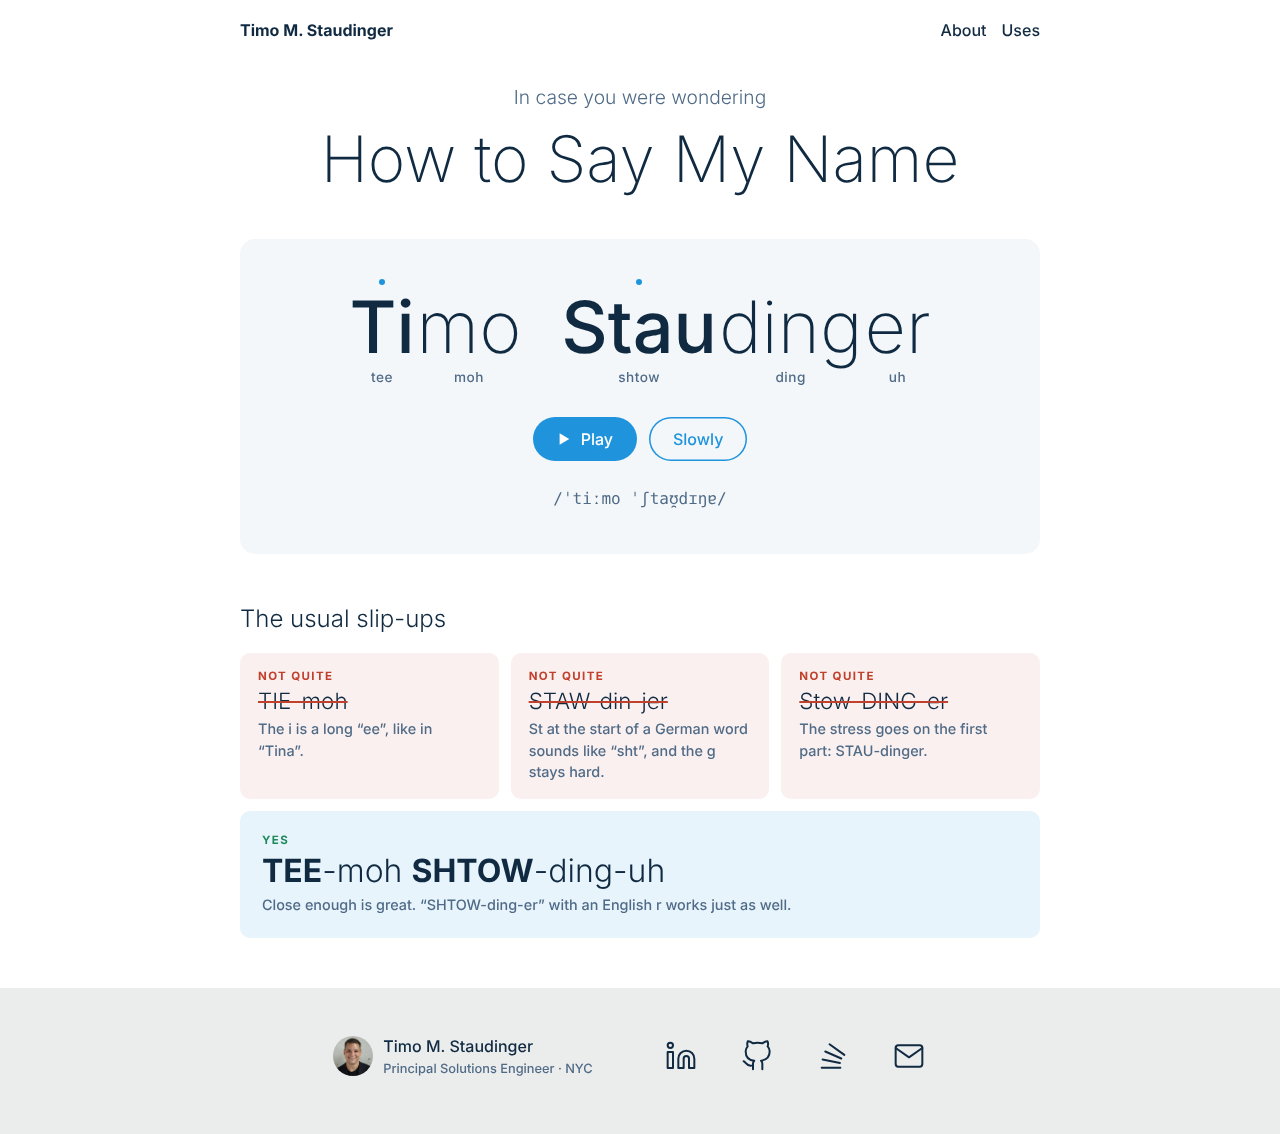 Timo M. Staudinger
About Uses
In case you were wondering
How to Say My Name
Timo Staudinger
tee moh shtow ding uh
Play Slowly
/ˈtiːmo ˈʃtaʊ̯dɪŋɐ/
The usual slip-ups
NOT QUITE
TIE-moh
The i is a long “ee”, like in
“Tina”.
NOT QUITE
STAW-din-jer
St at the start of a German word
sounds like “sht”, and the g
stays hard.
NOT QUITE
Stow-DING-er
The stress goes on the first
part: STAU-dinger.
YES
TEE-moh SHTOW-ding-uh
Close enough is great. “SHTOW-ding-er” with an English r works just as well.
Timo M. Staudinger
Principal Solutions Engineer · NYC